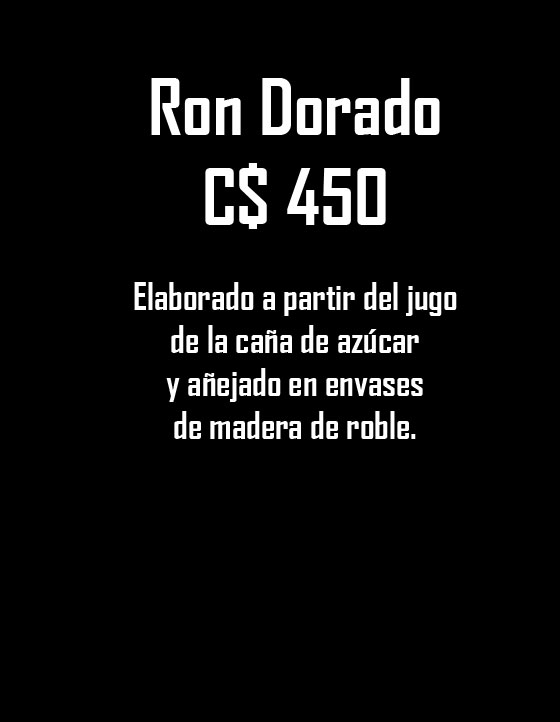 Ron Dorado
C$ 450
Elaborado a partir del jugo
de la caña de azúcar
y añejado en envases
de madera de roble.